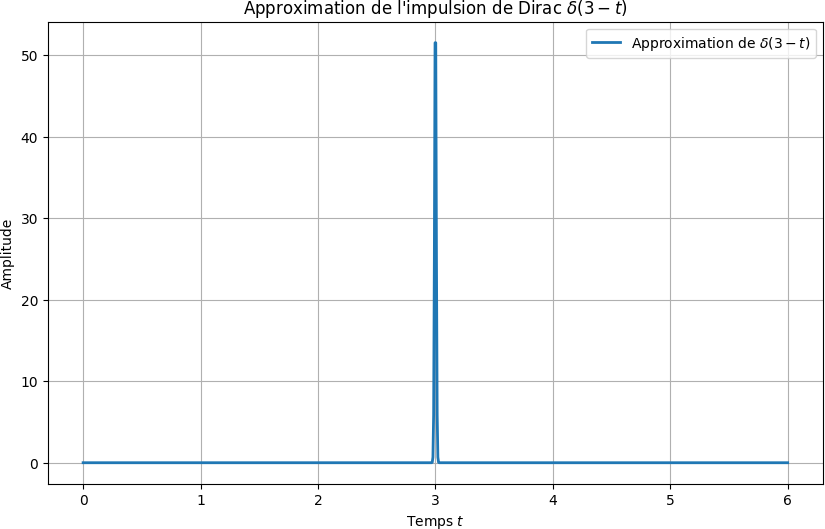 Approximation de l'impulsion de Dirac δ(3 − t)
Approximation de δ(3 − t)
Amplitude
50
40
30
20
10
0
0 1 2 3 4 5 6
Temps t